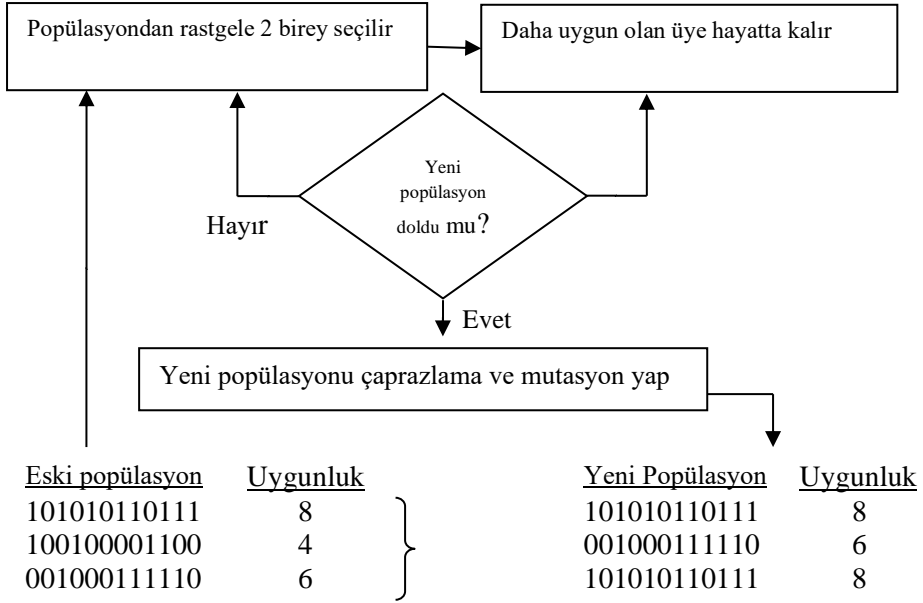 Popülasyondan rastgele 2 birey seçilir
Daha uygun olan üye hayatta kalır
Yeni
popülasyon
doldu mu?
Hayır
Evet
Yeni popülasyonu çaprazlama ve mutasyon yap
Eski popülasyon Uygunluk
101010110111 8
100100001100 4
001000111110 6
Yeni Popülasyon Uygunluk
101010110111 8
001000111110 6
101010110111 8